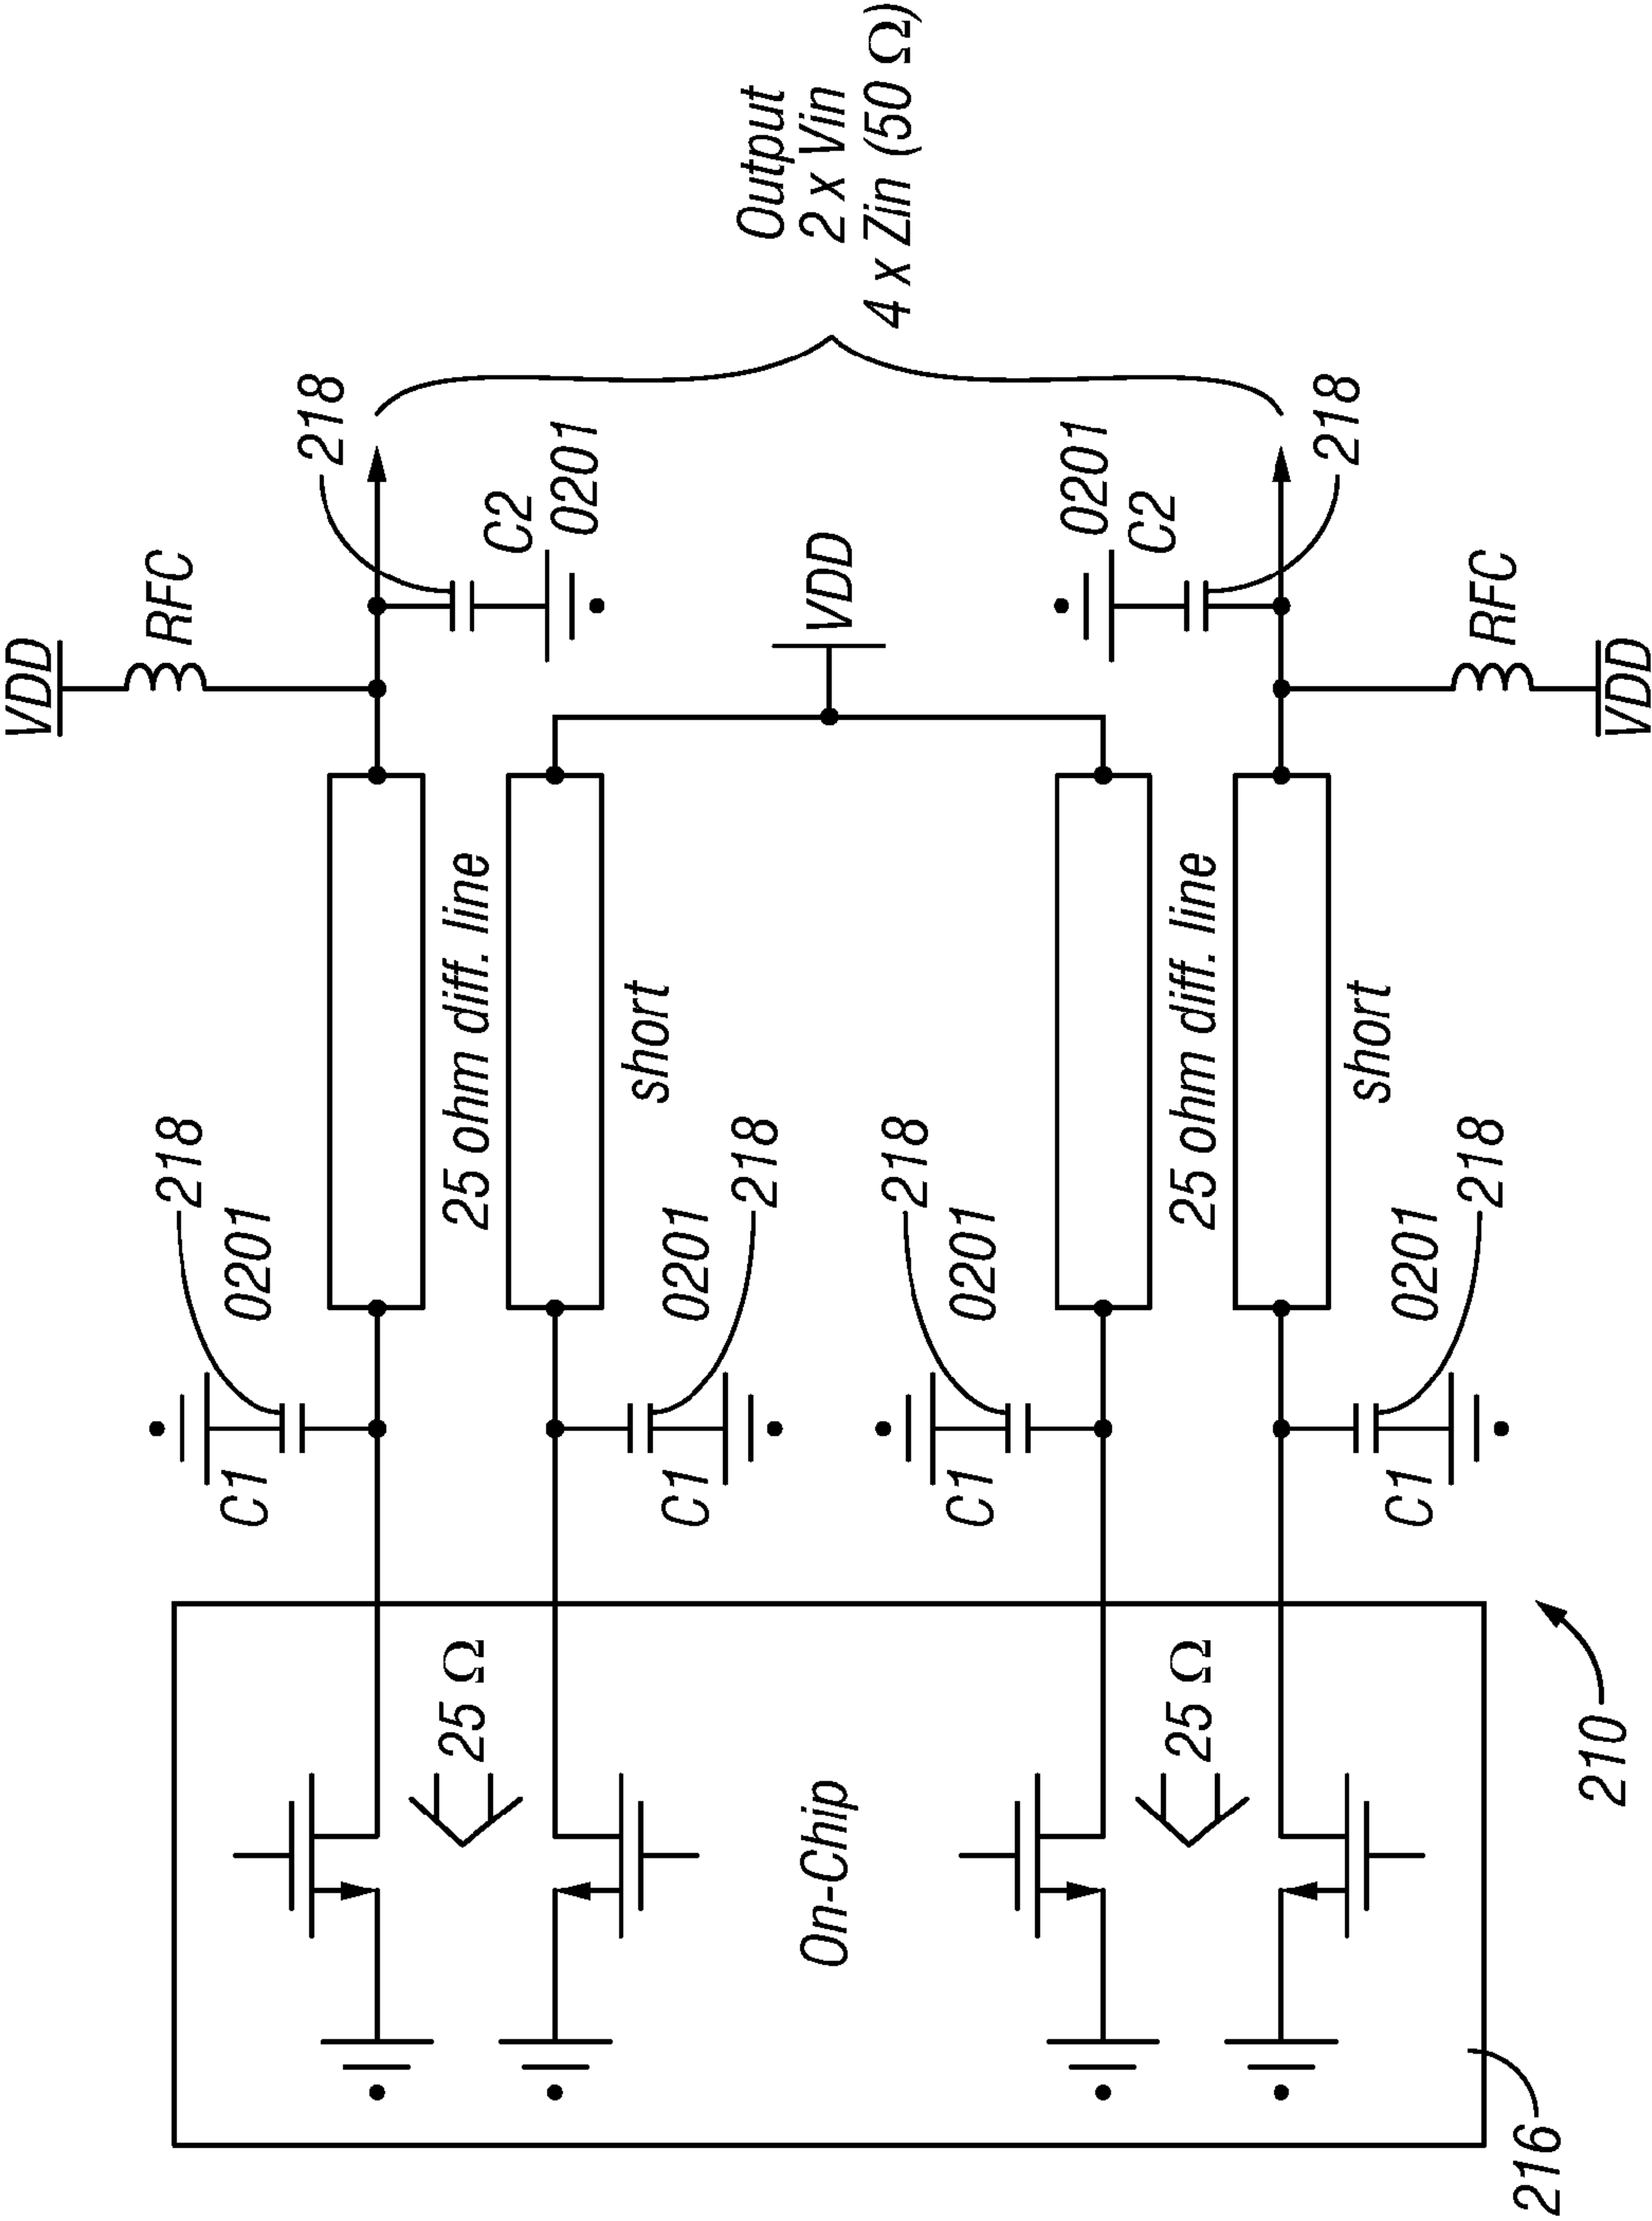 Output
2 x Vin
4 x Zin (50 Ω)
218
C2
0201
0201
C2
218
VDD
RFC
VDD
RFC
VDD
25 ohm diff. line
short
25 ohm diff. line
short
218
0201
C1
218
0201
C1
218
0201
C1
218
0201
C1
25 Ω
25 Ω
On-Chip
210
216